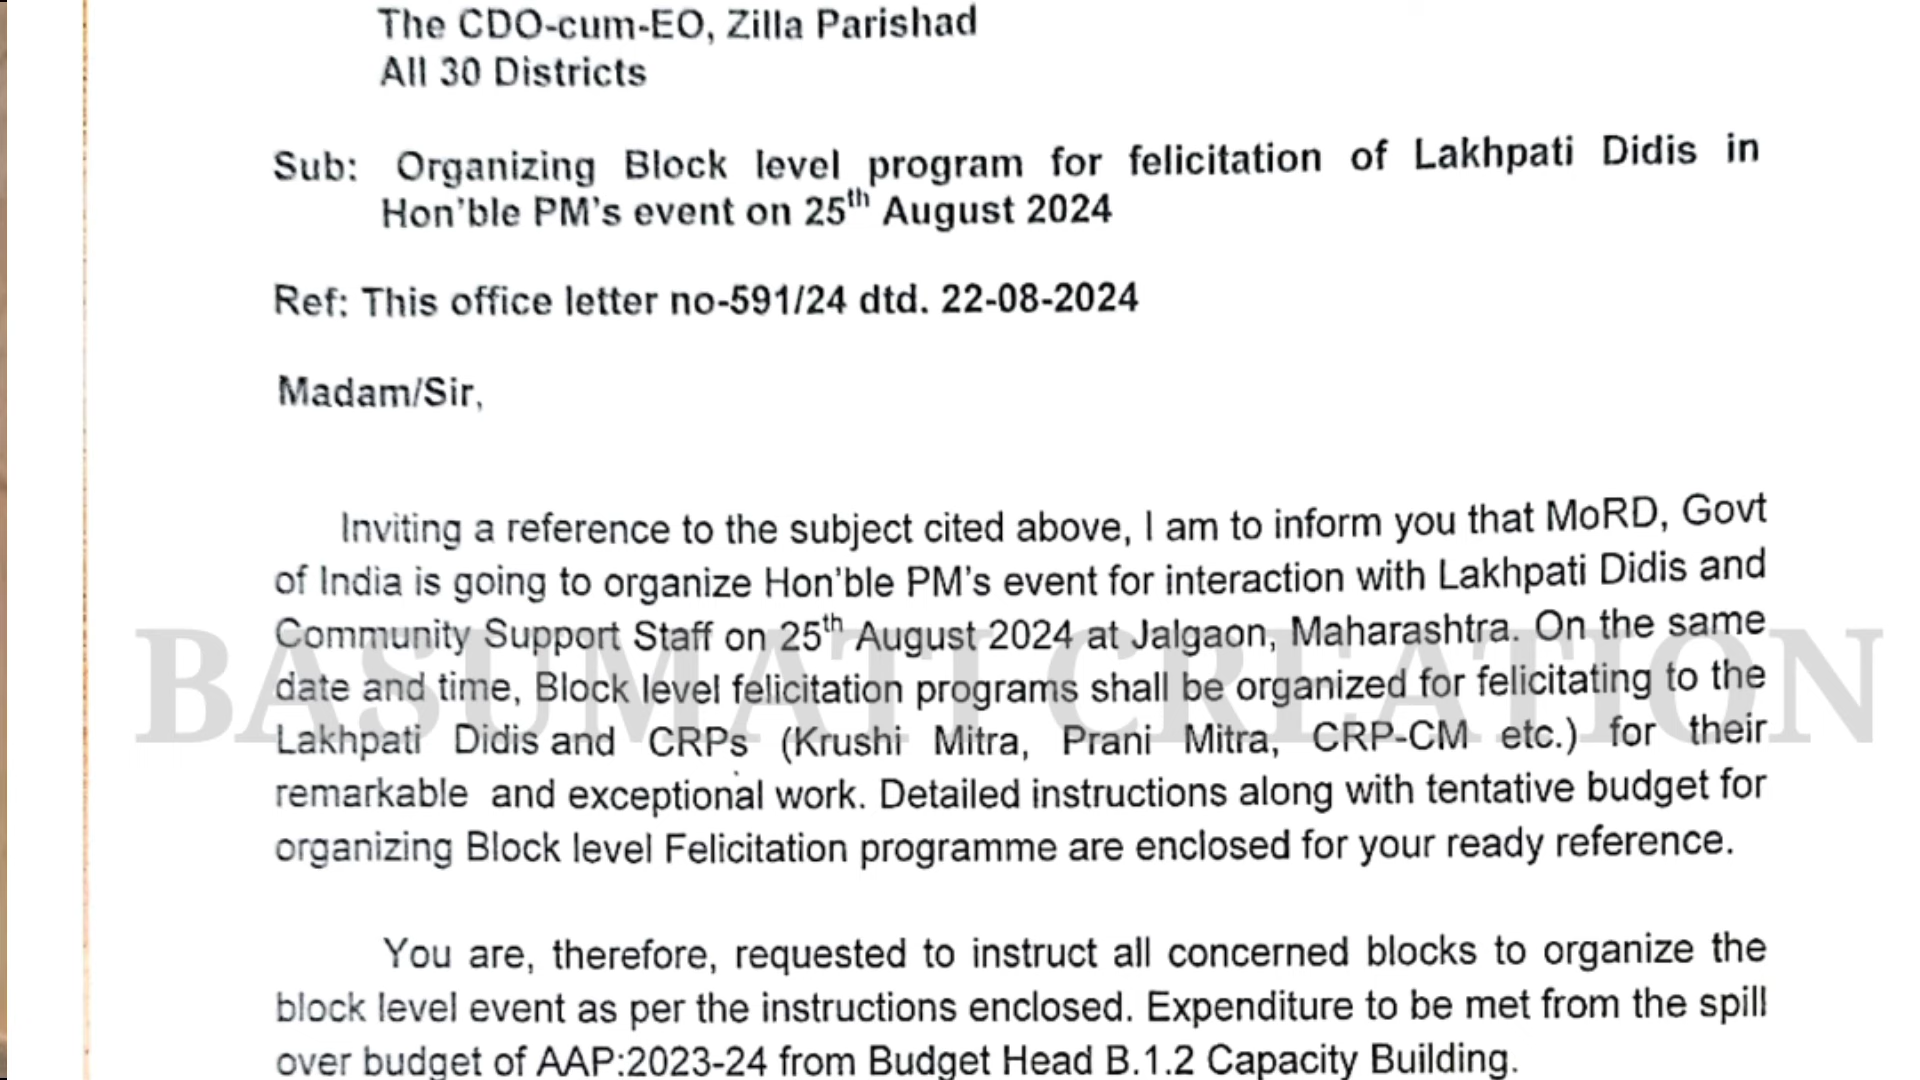 The CDO-cum-EO, Zilla Parishad
All 30 Districts
Sub: Organizing Block level program for felicitation of Lakhpati Didis in
Hon'ble PM's event on 25th August 2024
Ref: This office letter no-591/24 dtd. 22-08-2024
Madam/Sir,
Inviting a reference to the subject cited above, I am to inform you that MoRD, Govt
of India is going to organize Hon'ble PM's event for interaction with Lakhpati Didis and
Community Support Staff on 25th August 2024 at Jalgaon, Maharashtra. On the same
date and time, Block level felicitation programs shall be organized for felicitating to the
BASUMATI CREATION
Lakhpati Didis and CRPs (Krushi Mitra, Prani Mitra, CRP-CM etc.) for their
remarkable and exceptional work. Detailed instructions along with tentative budget for
organizing Block level Felicitation programme are enclosed for your ready reference.
You are, therefore, requested to instruct all concerned blocks to organize the
block level event as per the instructions enclosed. Expenditure to be met from the spill
over budget of AAP:2023-24 from Budget Head B.1.2 Capacity Building.